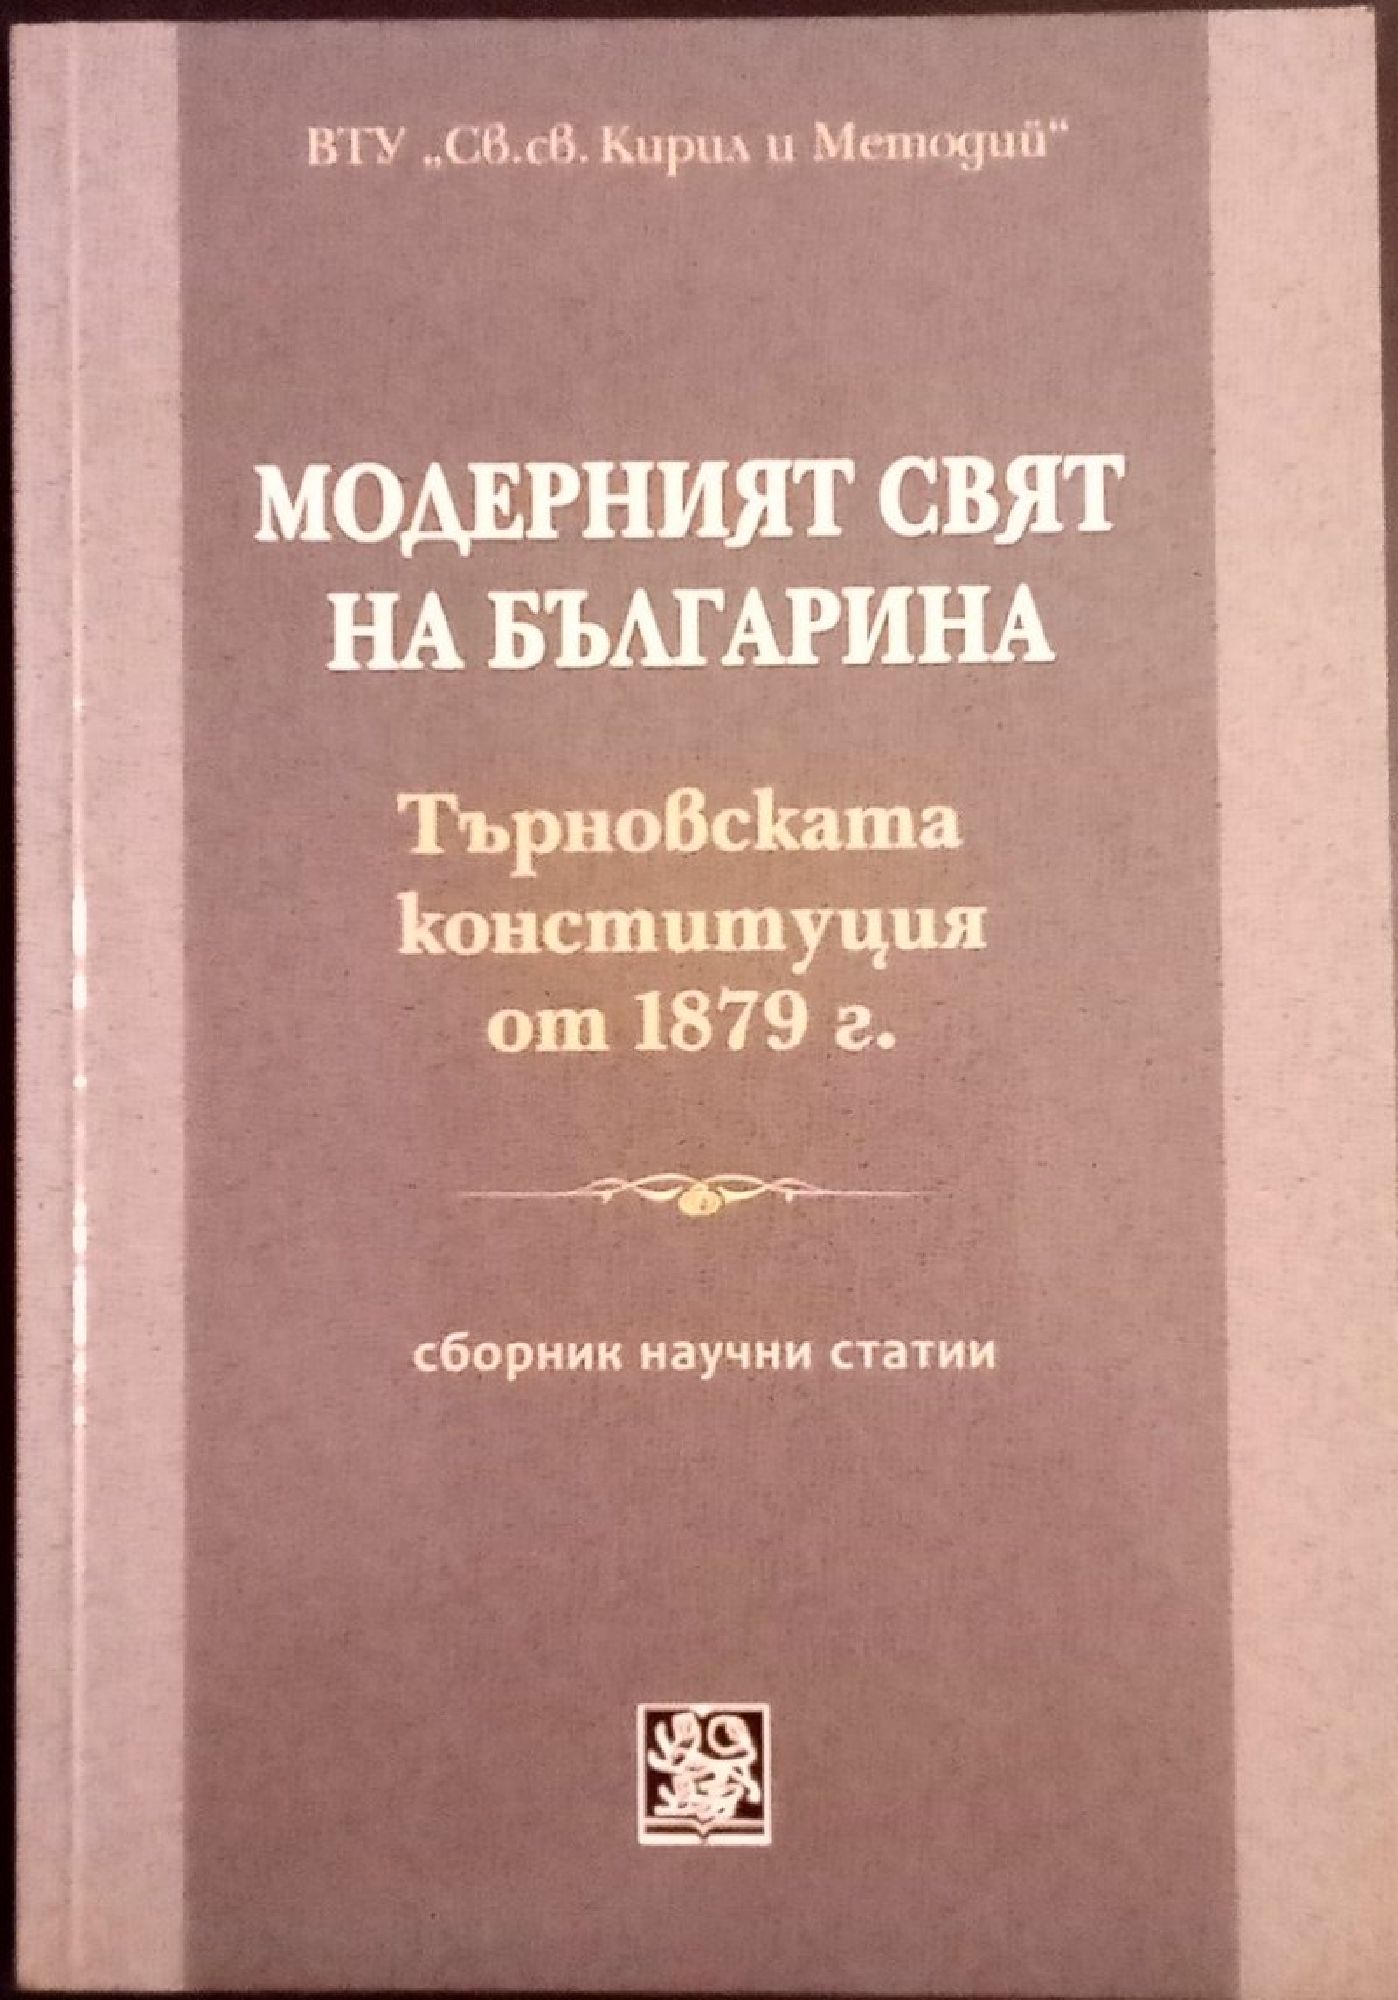 ВТУ „Св.св. Кирил и Методий“
МОДЕРНИЯТ СВЯТ
НА БЪЛГАРИНА
Търновската
конституция
от 1879 г.
сборник научни статии